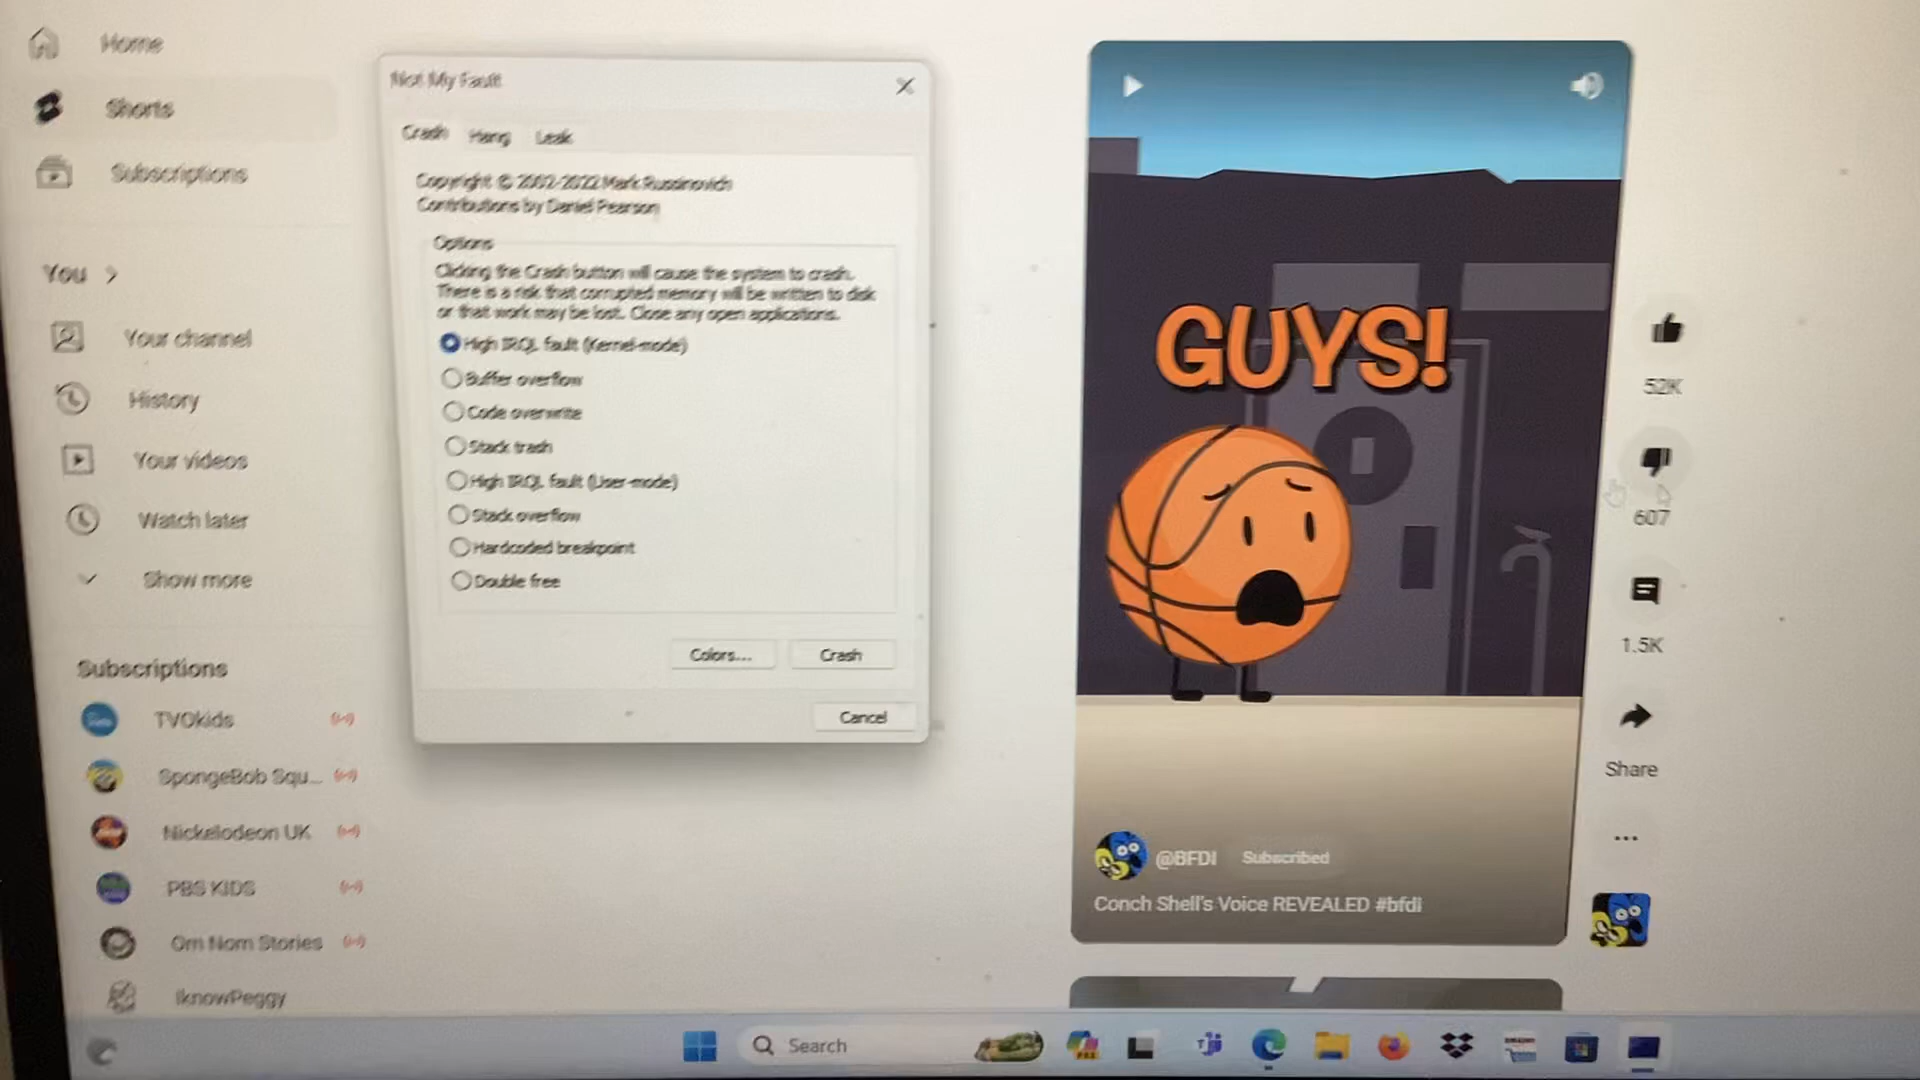 Home
Shorts
Subscriptions
You
Your channel
History
Your videos
Watch later
Show more
Subscriptions
TVOkids
SpongeBob Squ...
Nickelodeon UK
PBS KIDS
Om Nom Stories
iknowPeggy
Not My Fault
Crash Hang Leak
Copyright © 2002-2022 Mark Russinovich
Contributions by Daniel Pearson
Options
Clicking the Crash button will cause the system to crash.
There is a risk that corrupted memory will be written to disk
or that work may be lost. Close any open applications.
High IRQL fault (Kernel-mode)
Buffer overflow
Code overwrite
Stack trash
High IRQL fault (User-mode)
Stack overflow
Hardcoded breakpoint
Double free
Colors... Crash
Cancel
GUYS!
@BFDI Subscribed
Conch Shell's Voice REVEALED #bfdi
52K
607
1.5K
Share
Search